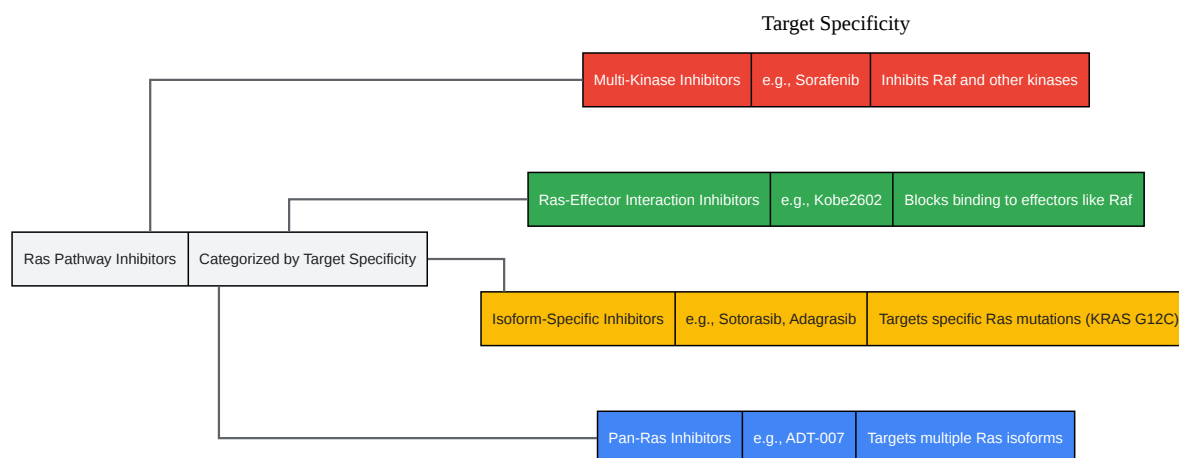 Target Specificity
Multi-Kinase Inhibitors e.g., Sorafenib Inhibits Raf and other kinases
Ras-Effector Interaction Inhibitors e.g., Kobe2602 Blocks binding to effectors like Raf
Ras Pathway Inhibitors Categorized by Target Specificity
Isoform-Specific Inhibitors e.g., Sotorasib, Adagrasib Targets specific Ras mutations (KRAS G12C)
Pan-Ras Inhibitors e.g., ADT-007 Targets multiple Ras isoforms